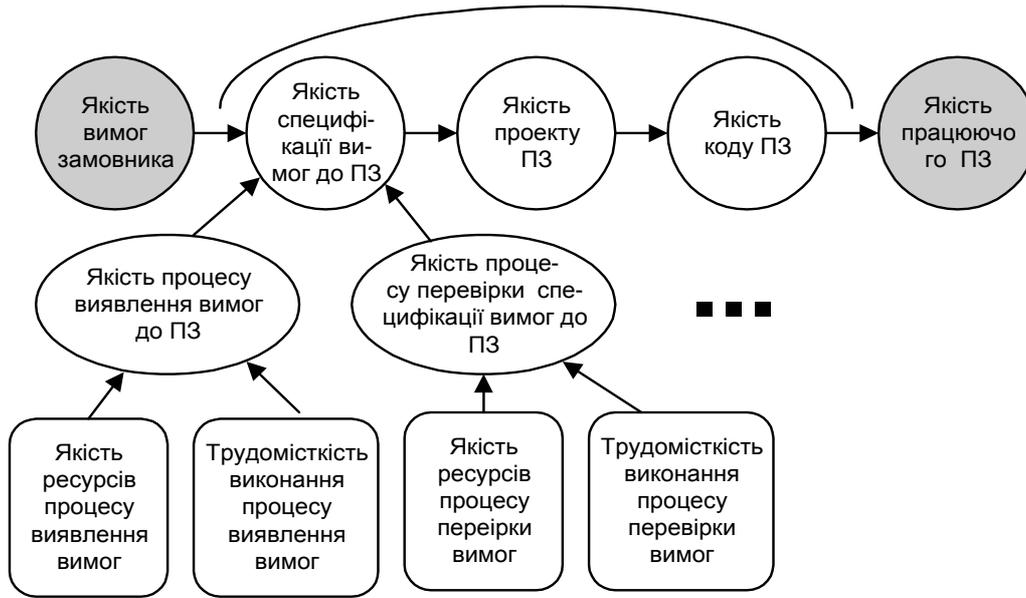 Якість
вимог
замовника
Якість
специфі-
кації ви-
мог до ПЗ
Якість
проекту
ПЗ
Якість
коду ПЗ
Якість
працюючо
го ПЗ
Якість процесу
виявлення вимог
до ПЗ
Якість проце-
су перевірки спе-
цифікації вимог до
ПЗ
Якість
ресурсів
процесу
виявлення
вимог
Трудомісткість
виконання
процесу
виявлення
вимог
Якість
ресурсів
процесу
переірки
вимог
Трудомісткість
виконання
процесу
перевірки
вимог